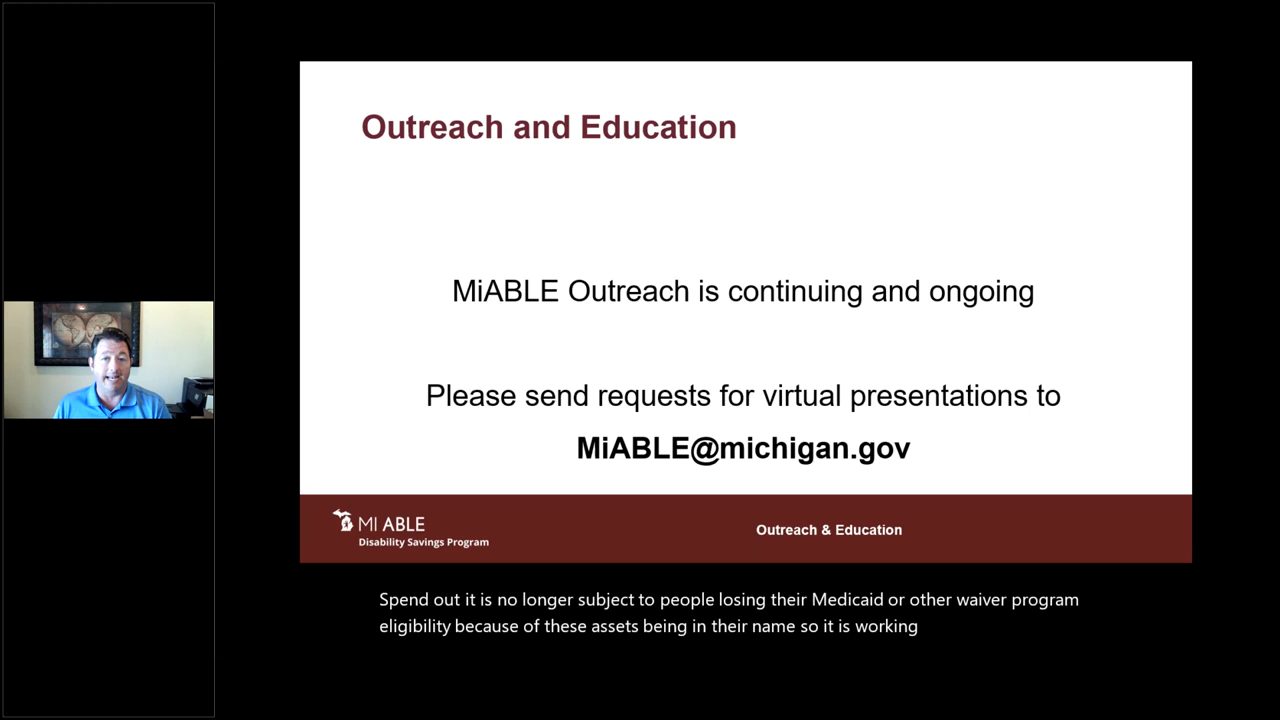 Outreach and Education
MiABLE Outreach is continuing and ongoing
Please send requests for virtual presentations to
MiABLE@michigan.gov
MI ABLE
Disability Savings Program
Outreach & Education
Spend out it is no longer subject to people losing their Medicaid or other waiver program
eligibility because of these assets being in their name so it is working